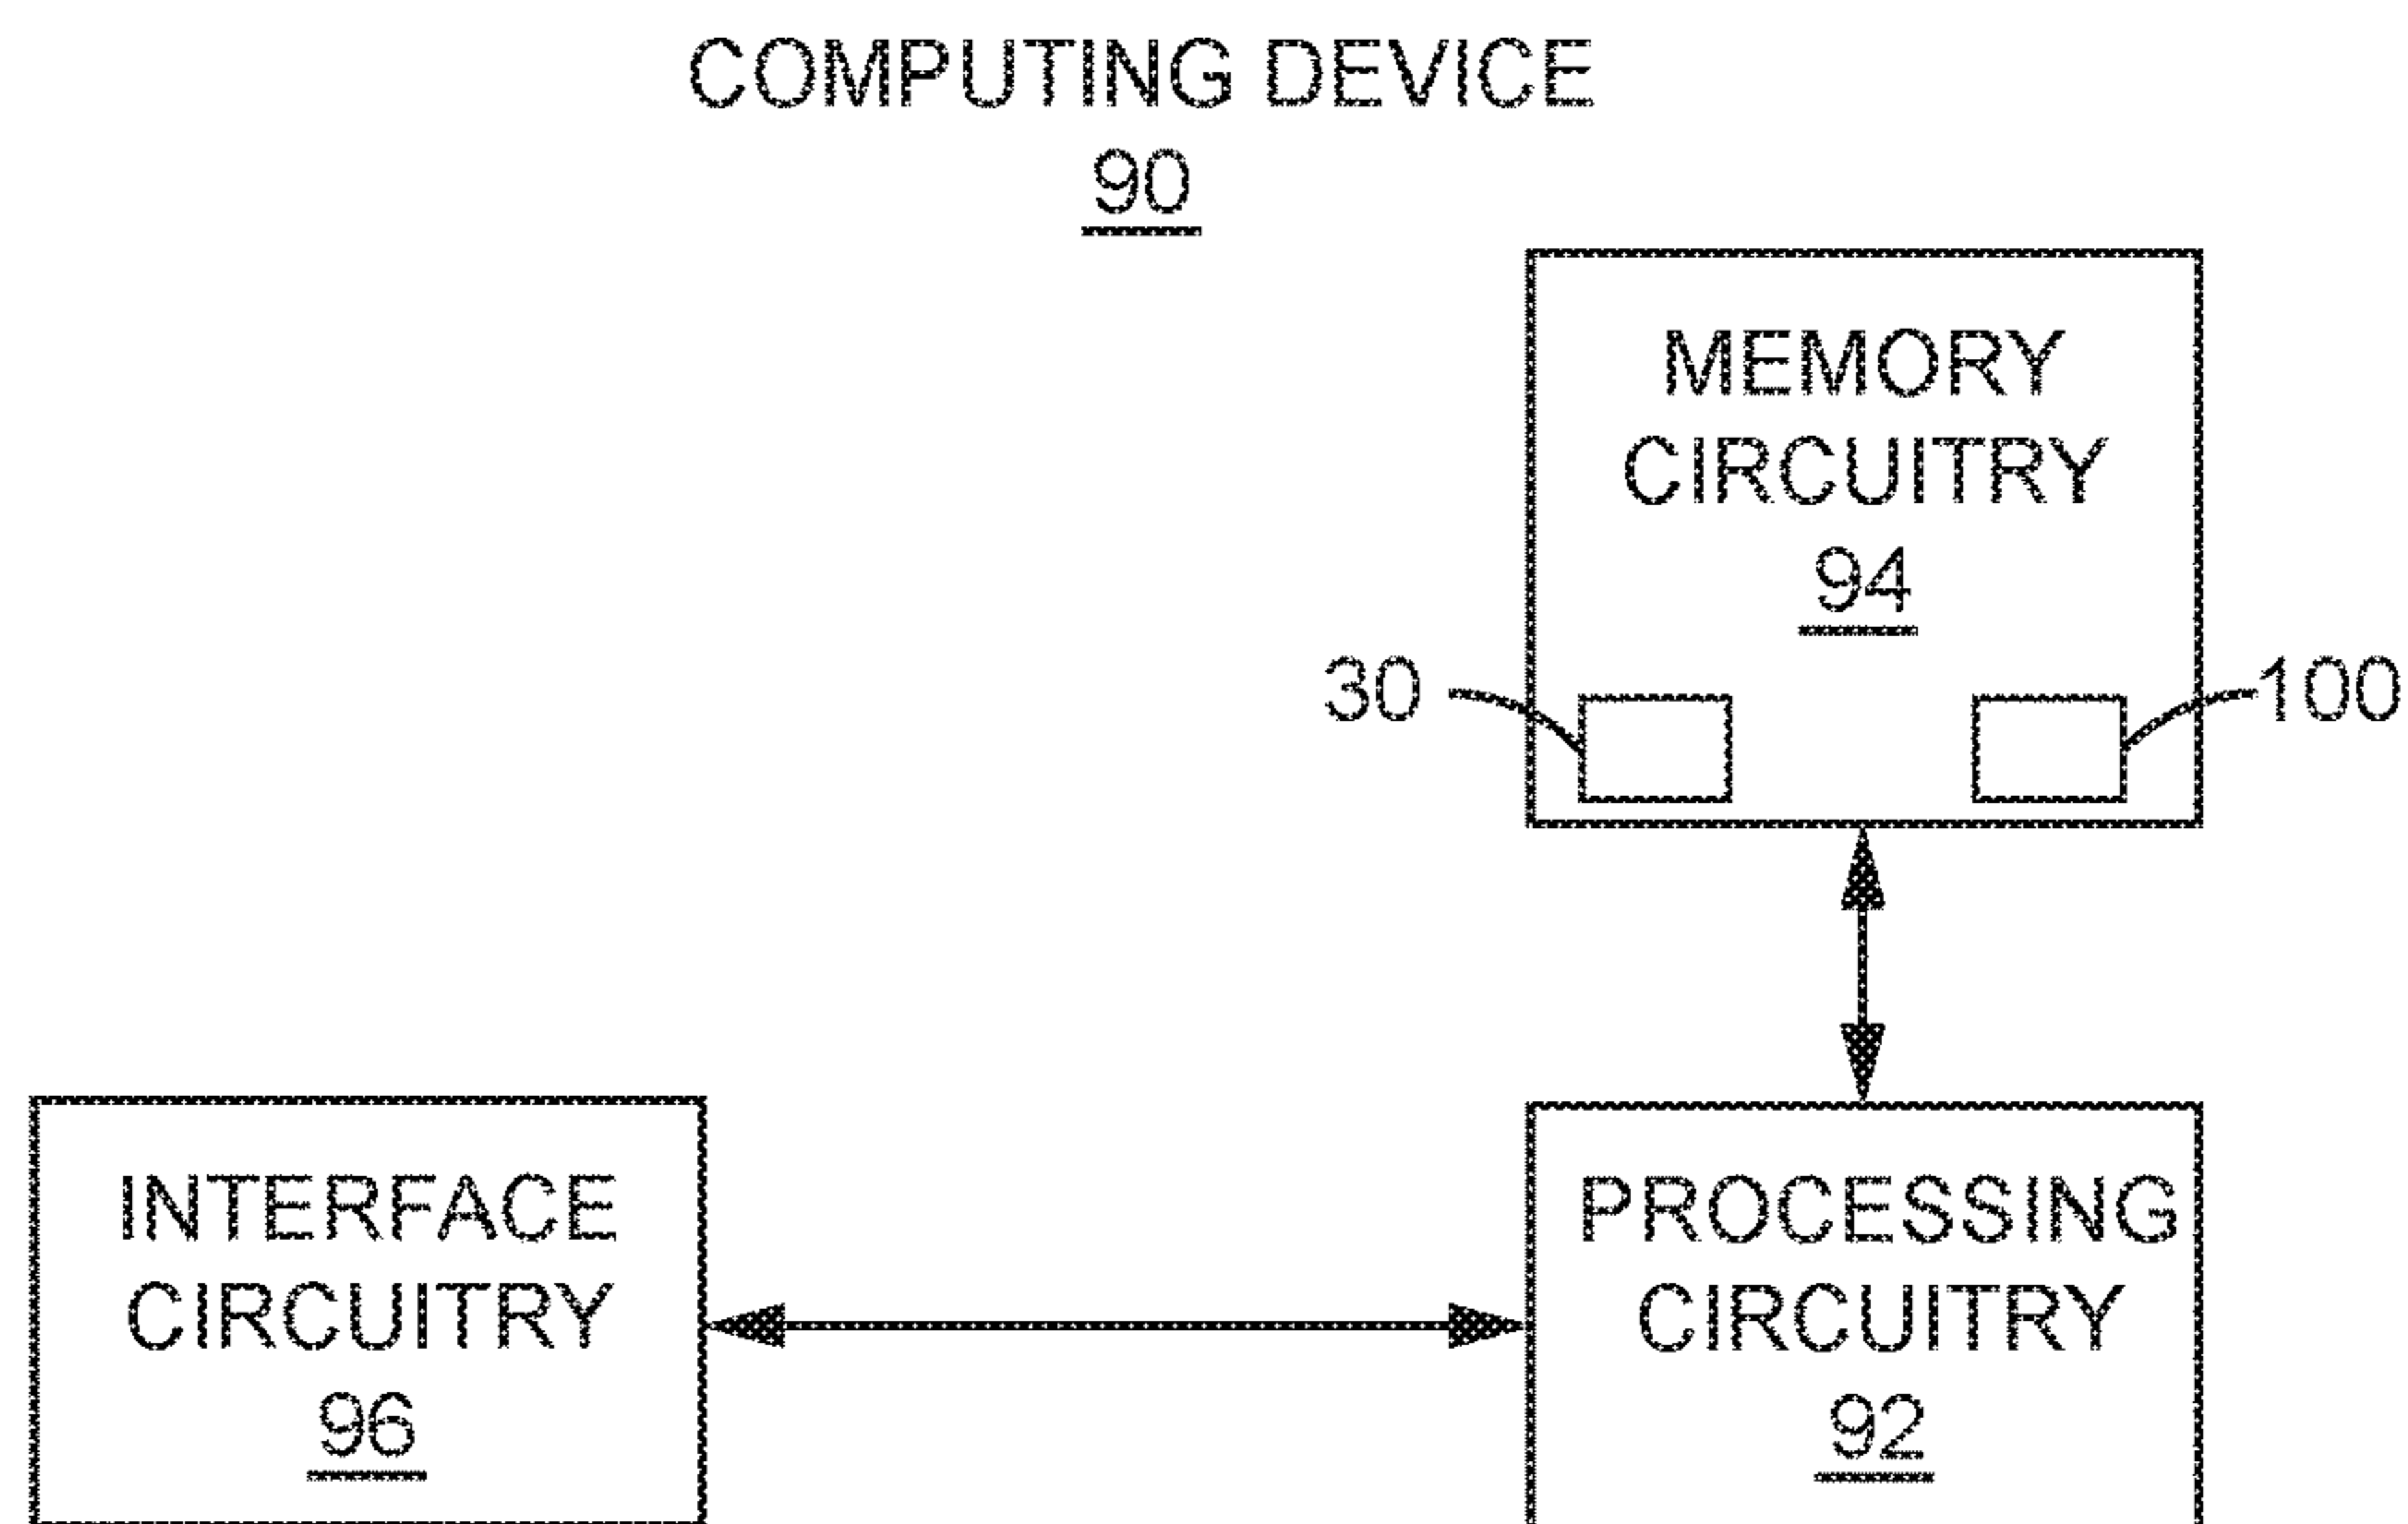 COMPUTING DEVICE
90
MEMORY
CIRCUITRY
94
30
100
INTERFACE
CIRCUITRY
96
PROCESSING
CIRCUITRY
92